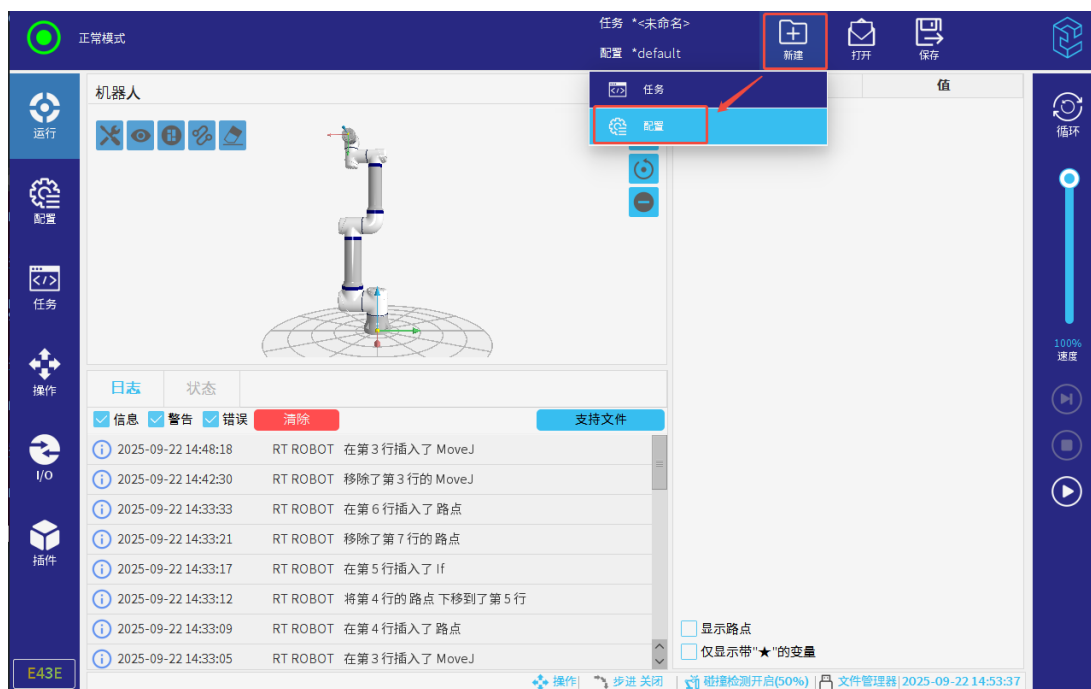 正常模式
任务 *<未命名>
配置 *default
新建
打开
保存
任务
配置
机器人
值
运行
配置
任务
操作
I/O
插件
E43E
循环
100%
速度
日志 状态
信息 警告 错误 清除 支持文件
2025-09-22 14:48:18 RT ROBOT 在第 3 行插入了 MoveJ
2025-09-22 14:42:30 RT ROBOT 移除了第 3 行的 MoveJ
2025-09-22 14:33:33 RT ROBOT 在第 6 行插入了 路点
2025-09-22 14:33:21 RT ROBOT 移除了第 7 行的 路点
2025-09-22 14:33:17 RT ROBOT 在第 5 行插入了 If
2025-09-22 14:33:12 RT ROBOT 将第 4 行的 路点 下移到了第 5 行
2025-09-22 14:33:09 RT ROBOT 在第 4 行插入了 路点
2025-09-22 14:33:05 RT ROBOT 在第 3 行插入了 MoveJ
显示路点
仅显示带"★"的变量
操作| 步进 关闭 | 碰撞检测开启(50%) | 文件管理器| 2025-09-22 14:53:37